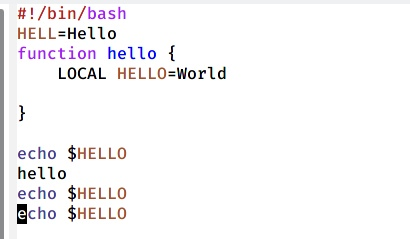 #!/bin/bash
HELL=Hello
function hello {
    LOCAL HELLO=World
}
echo $HELLO
hello
echo $HELLO
echo $HELLO